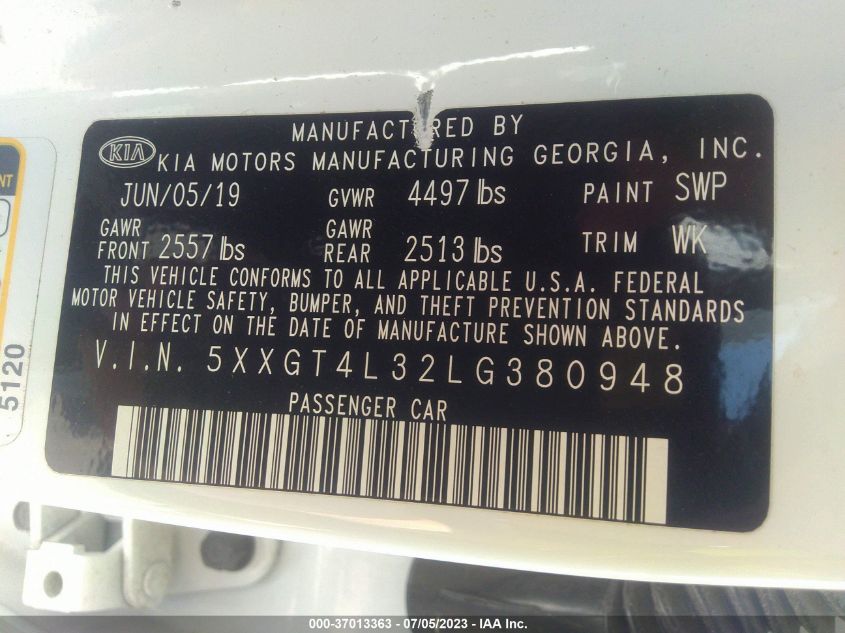 MANUFACTURED BY
KIA KIA MOTORS MANUFACTURING GEORGIA, INC.
JUN/05/19 GVWR 4497 lbs PAINT SWP
GAWR FRONT 2557 lbs GAWR REAR 2513 lbs TRIM WK
THIS VEHICLE CONFORMS TO ALL APPLICABLE U.S.A. FEDERAL
MOTOR VEHICLE SAFETY, BUMPER, AND THEFT PREVENTION STANDARDS
IN EFFECT ON THE DATE OF MANUFACTURE SHOWN ABOVE.
V.I.N. 5XXGT4L32LG380948
PASSENGER CAR
5120
000-37013363 - 07/05/2023 - IAA Inc.